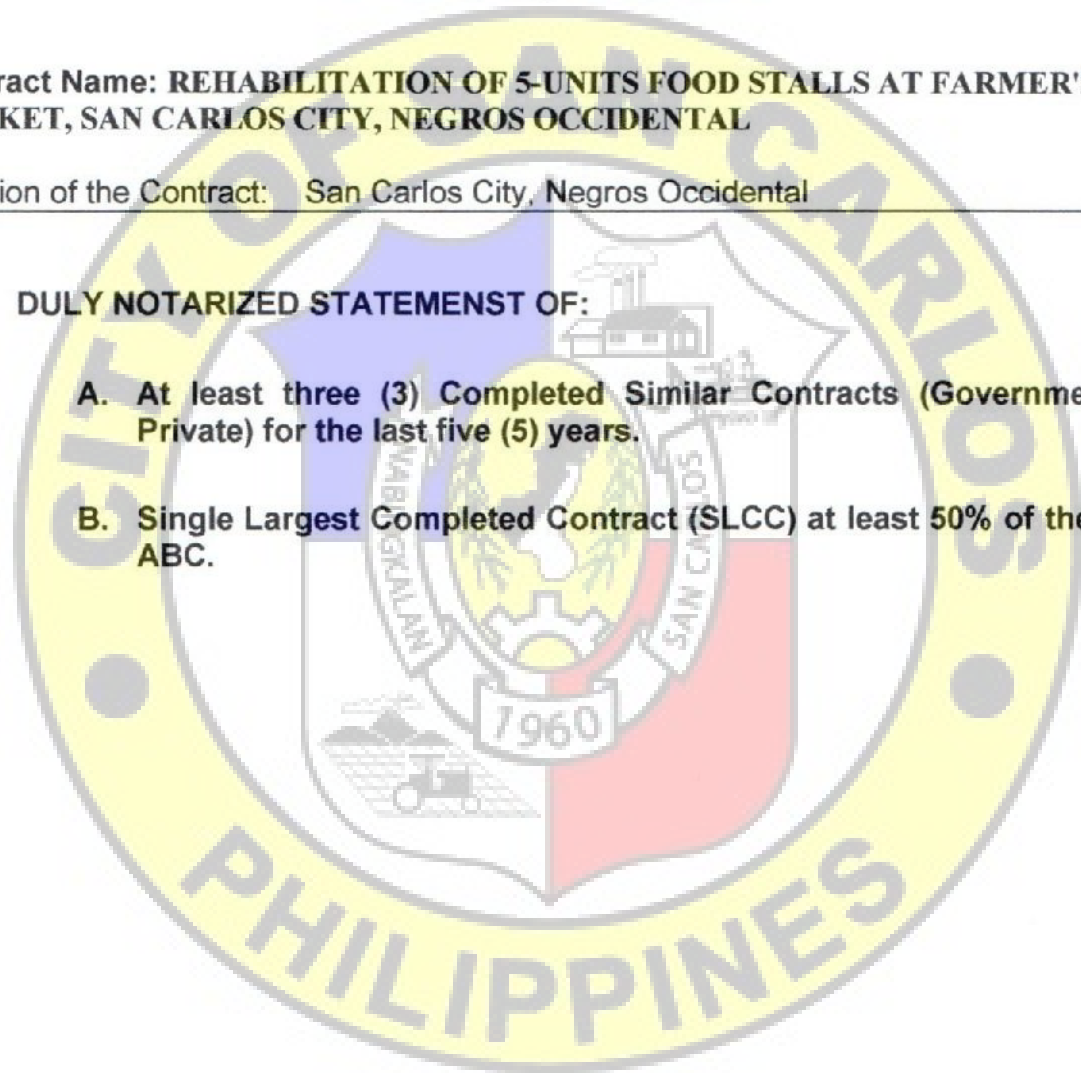 ract Name: REHABILITATION OF 5-UNITS FOOD STALLS AT FARMER'
KET, SAN CARLOS CITY, NEGROS OCCIDENTAL
ion of the Contract: San Carlos City, Negros Occidental
DULY NOTARIZED STATEMENST OF:
A. At least three (3) Completed Similar Contracts (Governme
Private) for the last five (5) years.
B. Single Largest Completed Contract (SLCC) at least 50% of the
ABC.
CITY OF SAN CARLOS
SAN CARLOS
1960
PHILIPPINES